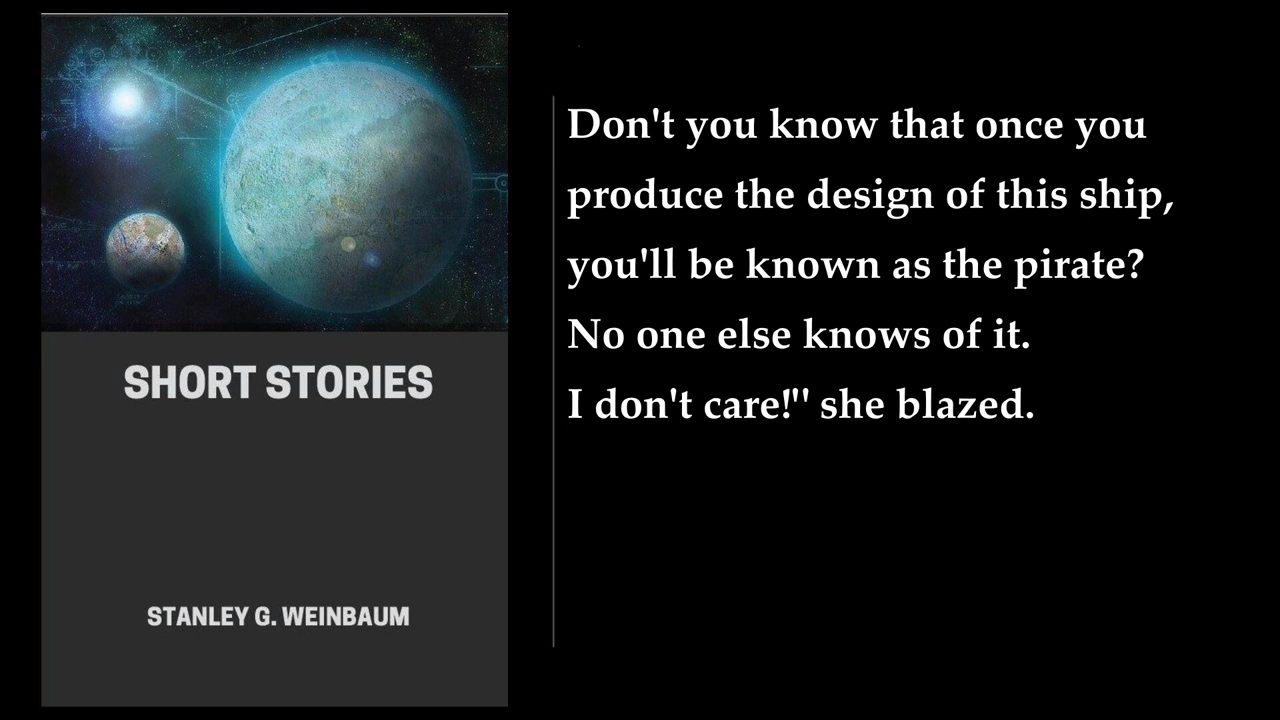 SHORT STORIES
STANLEY G. WEINBAUM
Don't you know that once you
produce the design of this ship,
you'll be known as the pirate?
No one else knows of it.
I don't care!" she blazed.